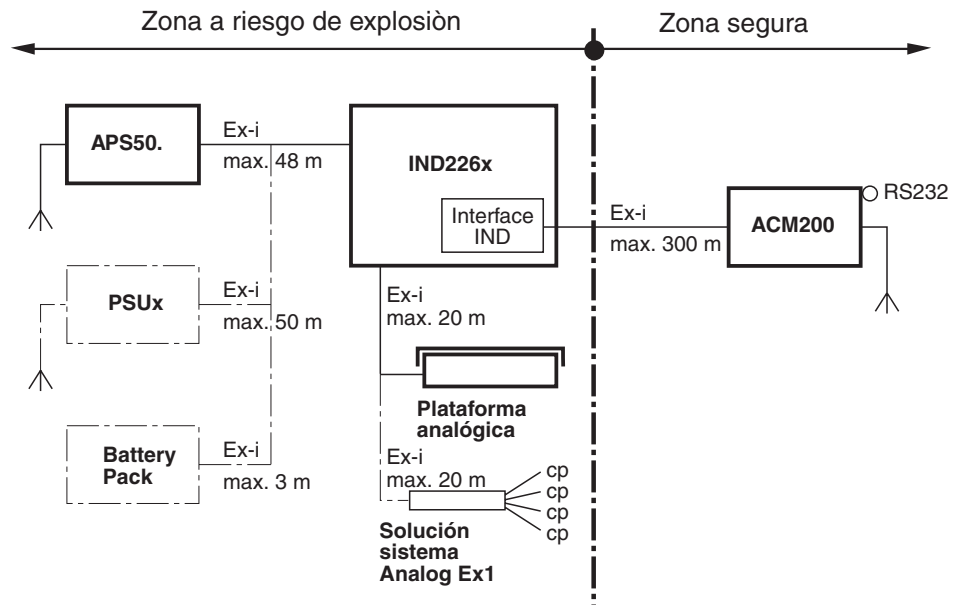 Zona a riesgo de explosiòn
Zona segura
APS50.
Ex-i
max. 48 m
IND226x
Interface
IND
Ex-i
max. 300 m
ACM200
RS232
PSUx
Ex-i
max. 50 m
Ex-i
max. 20 m
Plataforma
analógica
Battery
Pack
Ex-i
max. 3 m
Ex-i
max. 20 m
cp
cp
cp
cp
Solución
sistema
Analog Ex1